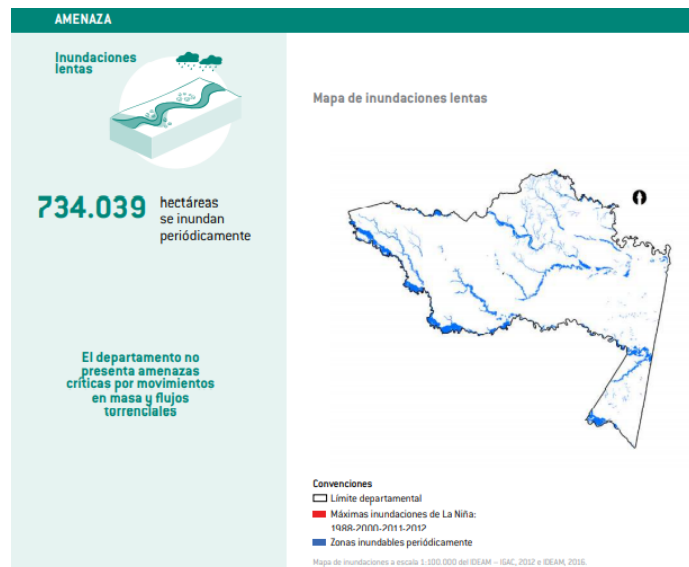 AMENAZA
Inundaciones
lentas
734.039
hectáreas
se inundan
periódicamente
El departamento no
presenta amenazas
críticas por movimientos
en masa y flujos
torrenciales
Mapa de inundaciones lentas
Convenciones
Límite departamental
Máximas inundaciones de La Niña:
1988-2000-2011-2012
Zonas inundables periódicamente
Mapa de inundaciones a escala 1:100.000 del IDEAM – IGAC, 2012 e IDEAM, 2016.